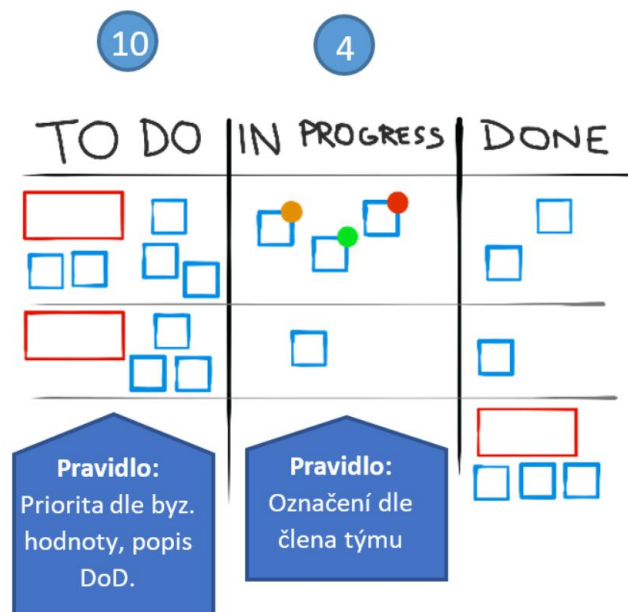 10
4
TO DO
IN PROGRESS
DONE
Pravidlo:
Priorita dle byz.
hodnoty, popis
DoD.
Pravidlo:
Označení dle
člena týmu